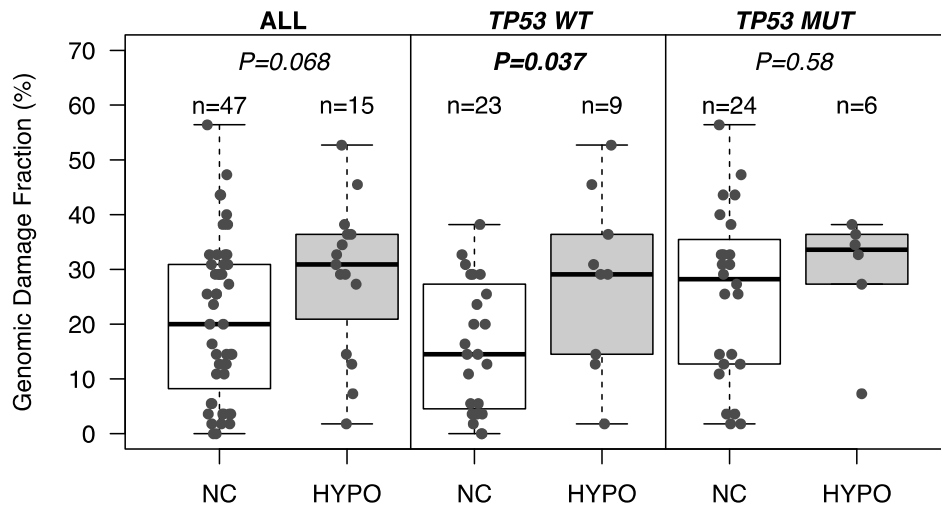 ALL TP53 WT TP53 MUT
P=0.068 P=0.037 P=0.58
n=47 n=15 n=23 n=9 n=24 n=6
Genomic Damage Fraction (%)
70
60
50
40
30
20
10
0
NC HYPO NC HYPO NC HYPO